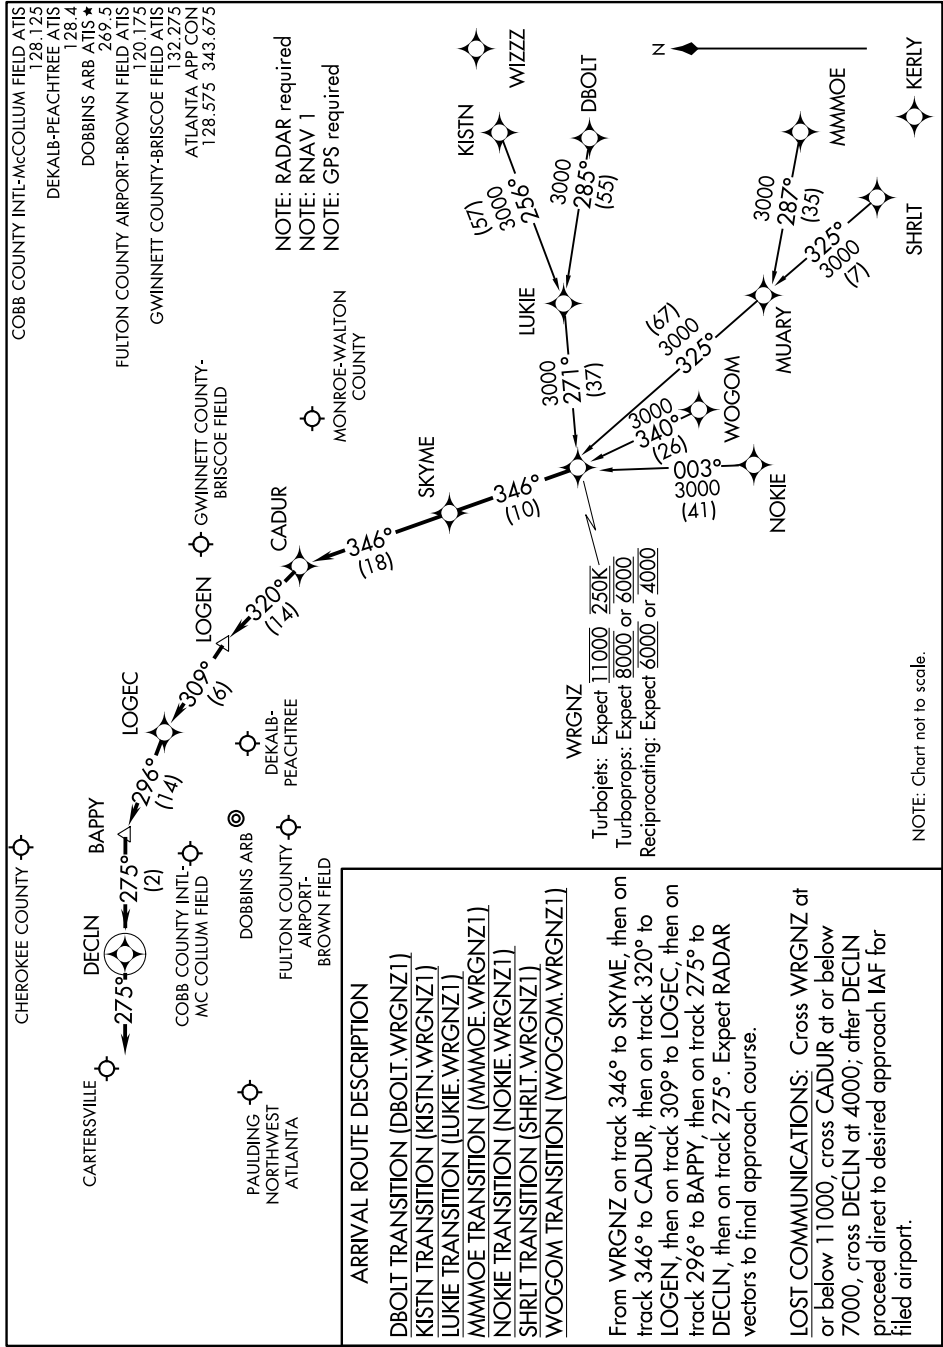 COBB COUNTY INTL-McCOLLUM FIELD ATIS
128.125
DEKALB-PEACHTREE ATIS
128.4
DOBBINS ARB ATIS ★
269.5
FULTON COUNTY AIRPORT-BROWN FIELD ATIS
120.175
GWINNETT COUNTY-BRISCOE FIELD ATIS
132.275
ATLANTA APP CON
128.575 343.675
NOTE: RADAR required
NOTE: RNAV 1
NOTE: GPS required
CHEROKEE COUNTY
CARTERSVILLE
275°
DECLN
275°
(2)
BAPPY
296°
(14)
LOGEC
309°
(6)
LOGEN
320°
(14)
CADUR
346°
(18)
SKYME
346°
(10)
GWINNETT COUNTY-
BRISCOE FIELD
MONROE-WALTON
COUNTY
COBB COUNTY INTL-
MC COLLUM FIELD
DOBBINS ARB
DEKALB-
PEACHTREE
FULTON COUNTY
AIRPORT-
BROWN FIELD
PAULDING
NORTHWEST
ATLANTA
WRGNZ
Turbojets: Expect 11000 250K
Turboprops: Expect 8000 or 6000
Reciprocating: Expect 6000 or 4000
KISTN
(57)
3000
256°
WIZZZ
DBOLT
3000
285°
(55)
LUKIE
3000
271°
(37)
N
MMMOE
3000
287°
(35)
KERLY
SHRLT
325°
3000
(7)
MUARY
(67)
3000
325°
WOGOM
3000
340°
(26)
NOKIE
003°
3000
(41)
NOTE: Chart not to scale.
ARRIVAL ROUTE DESCRIPTION
DBOLT TRANSITION (DBOLT.WRGNZ1)
KISTN TRANSITION (KISTN.WRGNZ1)
LUKIE TRANSITION (LUKIE.WRGNZ1)
MMMOE TRANSITION (MMMOE.WRGNZ1)
NOKIE TRANSITION (NOKIE.WRGNZ1)
SHRLT TRANSITION (SHRLT.WRGNZ1)
WOGOM TRANSITION (WOGOM.WRGNZ1)
From WRGNZ on track 346° to SKYME, then on
track 346° to CADUR, then on track 320° to
LOGEN, then on track 309° to LOGEC, then on
track 296° to BAPPY, then on track 275° to
DECLN, then on track 275°. Expect RADAR
vectors to final approach course.
LOST COMMUNICATIONS: Cross WRGNZ at
or below 11000, cross CADUR at or below
7000, cross DECLN at 4000, after DECLN
proceed direct to desired approach IAF for
filed airport.